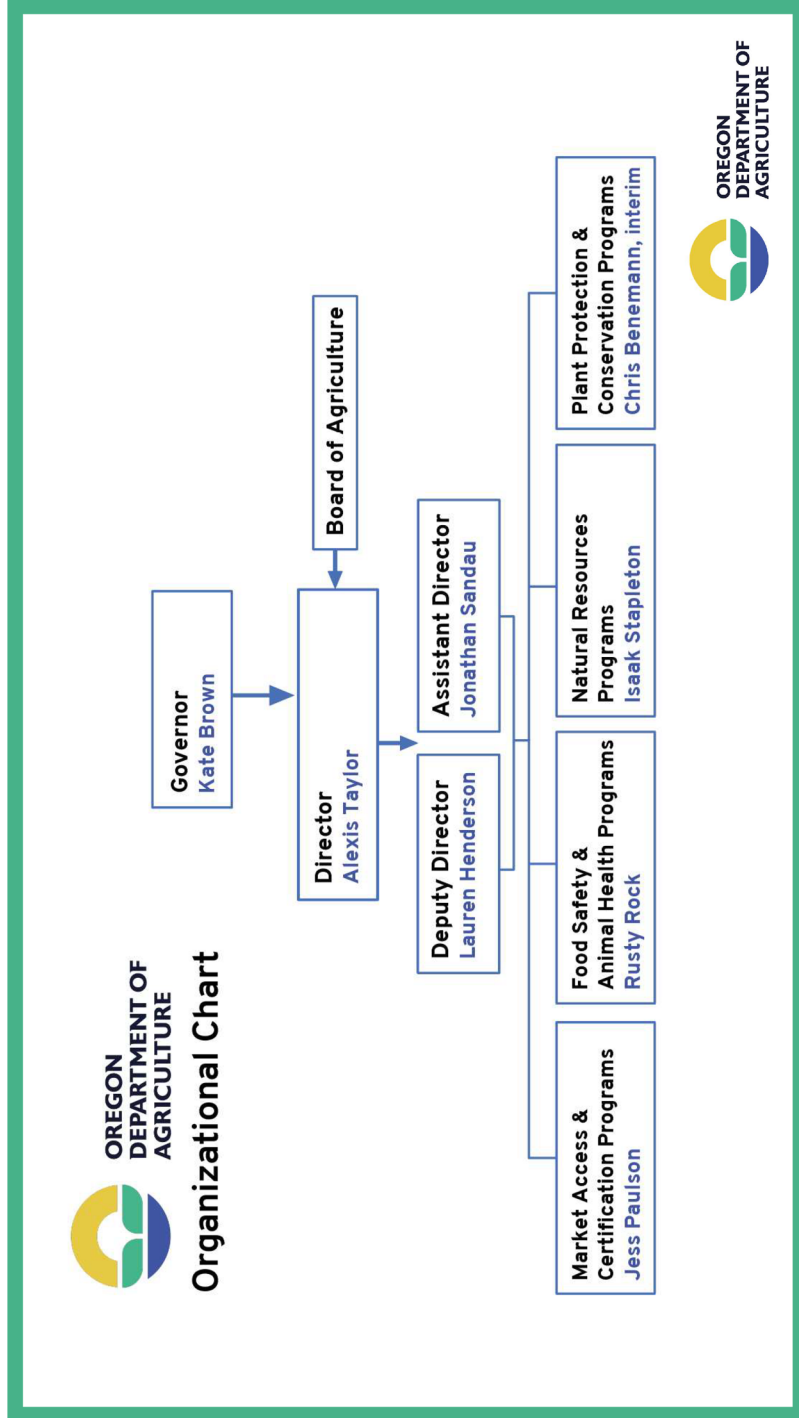 OREGON
DEPARTMENT OF
AGRICULTURE
Organizational Chart
Governor
Kate Brown
Director
Alexis Taylor
Board of Agriculture
Deputy Director
Lauren Henderson
Assistant Director
Jonathan Sandau
Market Access &
Certification Programs
Jess Paulson
Food Safety &
Animal Health Programs
Rusty Rock
Natural Resources
Programs
Isaak Stapleton
Plant Protection &
Conservation Programs
Chris Benemann, interim
OREGON
DEPARTMENT OF
AGRICULTURE